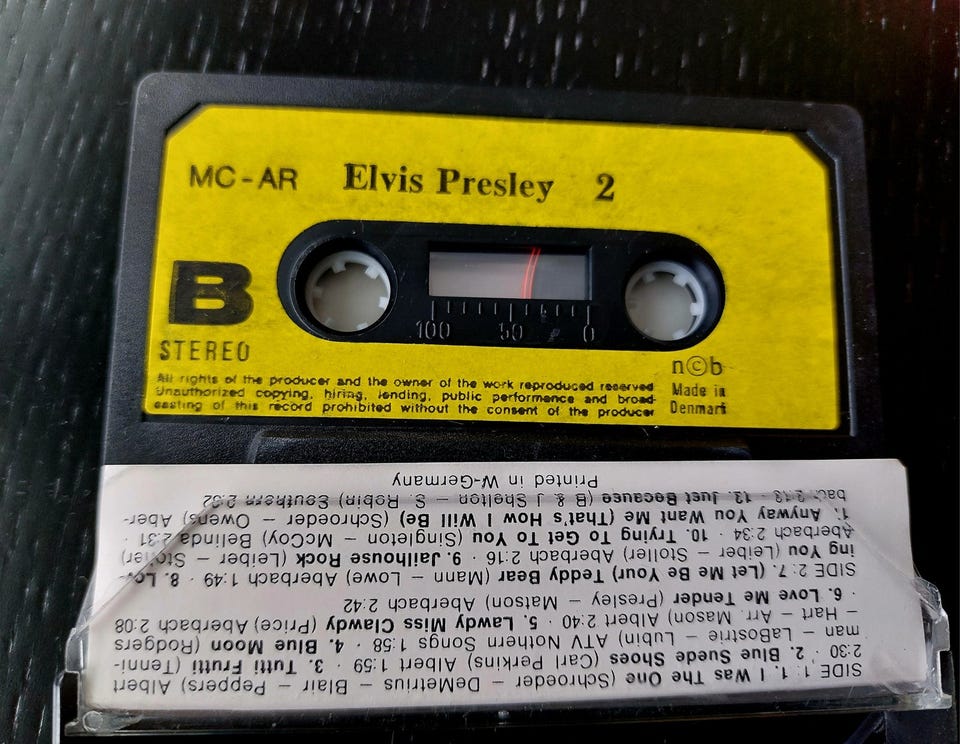 MC-AR Elvis Presley 2
B
STEREO
100 50 0
n©b
Made in
Denmark
All rights of the producer and the owner of the work reproduced reserved
Unauthorized copying, hiring, lending, public performance and broad-
casting of this record prohibited without the consent of the producer
SIDE 1: 1. I Was The One (Schroeder – DeMetrius – Blair – Peppers) Albert
2:30 · 2. Blue Suede Shoes (Carl Perkins) Albert 1:59 · 3. Tutti Frutti (Tenni-
man – LaBostrie – Lubin) ATV Nothern Songs 1:58 · 4. Blue Moon (Rodgers
– Hart – Arr. Mason) Albert 2:40 · 5. Lawdy Miss Clawdy (Price) Aberbach 2:08
· 6. Love Me Tender (Presley – Matson) Aberbach 2:42
SIDE 2: 7. (Let Me Be Your) Teddy Bear (Mann – Lowe) Aberbach 1:49 · 8. Lov-
ing You (Leiber – Stoller) Aberbach 2:16 · 9. Jailhouse Rock (Leiber – Stoller)
Aberbach 2:34 · 10. Trying To Get To You (Singleton – McCoy) Belinda 2:31 ·
1. Anyway You Want Me (That's How I Will Be) (Schroeder – Owens) Aber-
bach 2:13 · 12. Just Because (B & J Shelton – S. Robin) Southern 2:32
Printed in W-Germany